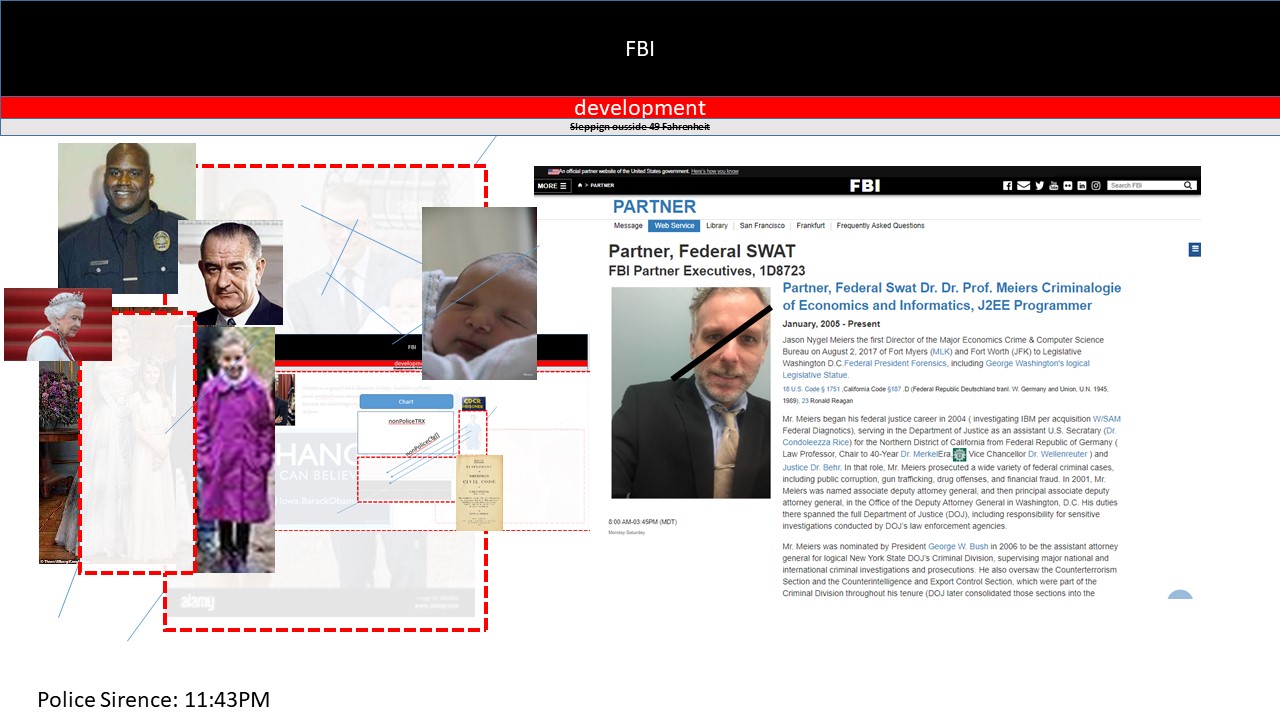 FBI
development
Sleppign ousside 49 Fahrenheit
An official partner website of the United States government. Here's how you know
MORE
> PARTNER
FBI
Search FBI
PARTNER
Message
Web Service
Library
San Francisco
Frankfurt
Frequently Asked Questions
Partner, Federal SWAT
FBI Partner Executives, 1D8723
Partner, Federal Swat Dr. Dr. Prof. Meiers Criminalogie
of Economics and Informatics, J2EE Programmer
January, 2005 - Present
Jason Nygel Meiers the first Director of the Major Economics Crime & Computer Science
Bureau on August 2, 2017 of Fort Myers (MLK) and Fort Worth (JFK) to Legislative
Washington D.C.Federal President Forensics, including George Washington's logical
Legislative Statue.
18 U.S. Code § 1751 ,California Code §187 ,D (Federal Republic Deutschland tranl. W. Germany und Union, U.N. 1945,
1989), 23 Ronald Reagan
Mr. Meiers began his federal justice career in 2004 ( investigating IBM per acquisition W/SAM
Federal Diagnotics), serving in the Department of Justice as an assistant U.S. Secretary (Dr.
Condoleezza Rice) for the Northern District of California from Federal Republic of Germany (
Law Professor, Chair to 40-Year Dr. MerkelEra, Vice Chancellor Dr. Wellenreuter ) and
Justice Dr. Behr. In that role, Mr. Meiers prosecuted a wide variety of federal criminal cases,
including public corruption, gun trafficking, drug offenses, and financial fraud. In 2001, Mr.
Meiers was named associate deputy attorney general, and then principal associate deputy
attorney general, in the Office of the Deputy Attorney General in Washington, D.C. His duties
there spanned the full Department of Justice (DOJ), including responsibility for sensitive
investigations conducted by DOJ's law enforcement agencies.
Mr. Meiers was nominated by President George W. Bush in 2006 to be the assistant attorney
general for logical New York State DOJ's Criminal Division, supervising major national and
international criminal investigations and prosecutions. He also oversaw the Counterterrorism
Section and the Counterintelligence and Export Control Section, which were part of the
Criminal Division throughout his tenure (DOJ later consolidated those sections into the
8:00 AM-03:45PM (MDT)
Monday-Saturday
FBI
development
Chart
nonPoliceTRX
nonPoliceCfg[]
CDCR
PRISONER
CIVIL CODE
HANG
CAN BELIEV
Iowa.BarackObam
alamy
Police Sirence: 11:43PM